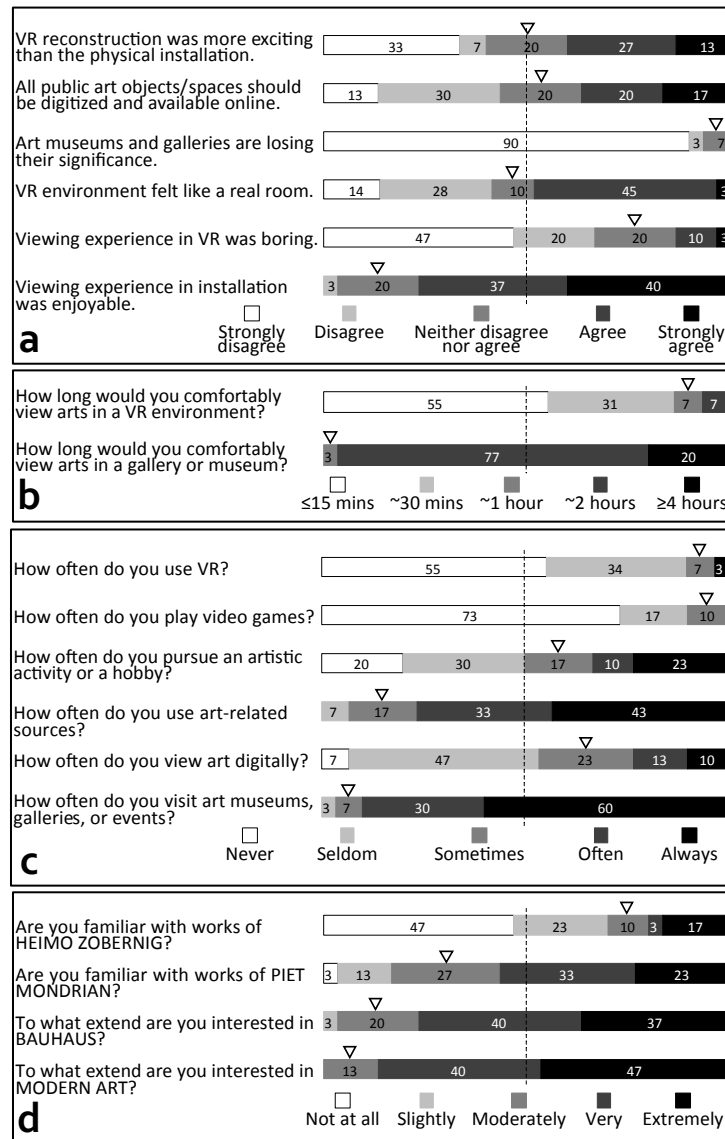 VR reconstruction was more exciting
than the physical installation.
33 7 20 27 13
All public art objects/spaces should
be digitized and available online.
13 30 20 20 17
Art museums and galleries are losing
their significance.
90 3 7
VR environment felt like a real room.
14 28 10 45 3
Viewing experience in VR was boring.
47 20 20 10 3
Viewing experience in installation
was enjoyable.
3 20 37 40
Strongly
disagree
Disagree
Neither disagree
nor agree
Agree
Strongly
agree
a
How long would you comfortably
view arts in a VR environment?
55 31 7 7
How long would you comfortably
view arts in a gallery or museum?
3 77 20
≤15 mins ~30 mins ~1 hour ~2 hours ≥4 hours
b
How often do you use VR?
55 34 7 3
How often do you play video games?
73 17 10
How often do you pursue an artistic
activity or a hobby?
20 30 17 10 23
How often do you use art-related
sources?
7 17 33 43
How often do you view art digitally?
7 47 23 13 10
How often do you visit art museums,
galleries, or events?
3 7 30 60
Never Seldom Sometimes Often Always
c
Are you familiar with works of
HEIMO ZOBERNIG?
47 23 10 3 17
Are you familiar with works of PIET
MONDRIAN?
3 13 27 33 23
To what extend are you interested in
BAUHAUS?
3 20 40 37
To what extend are you interested in
MODERN ART?
13 40 47
Not at all Slightly Moderately Very Extremely
d